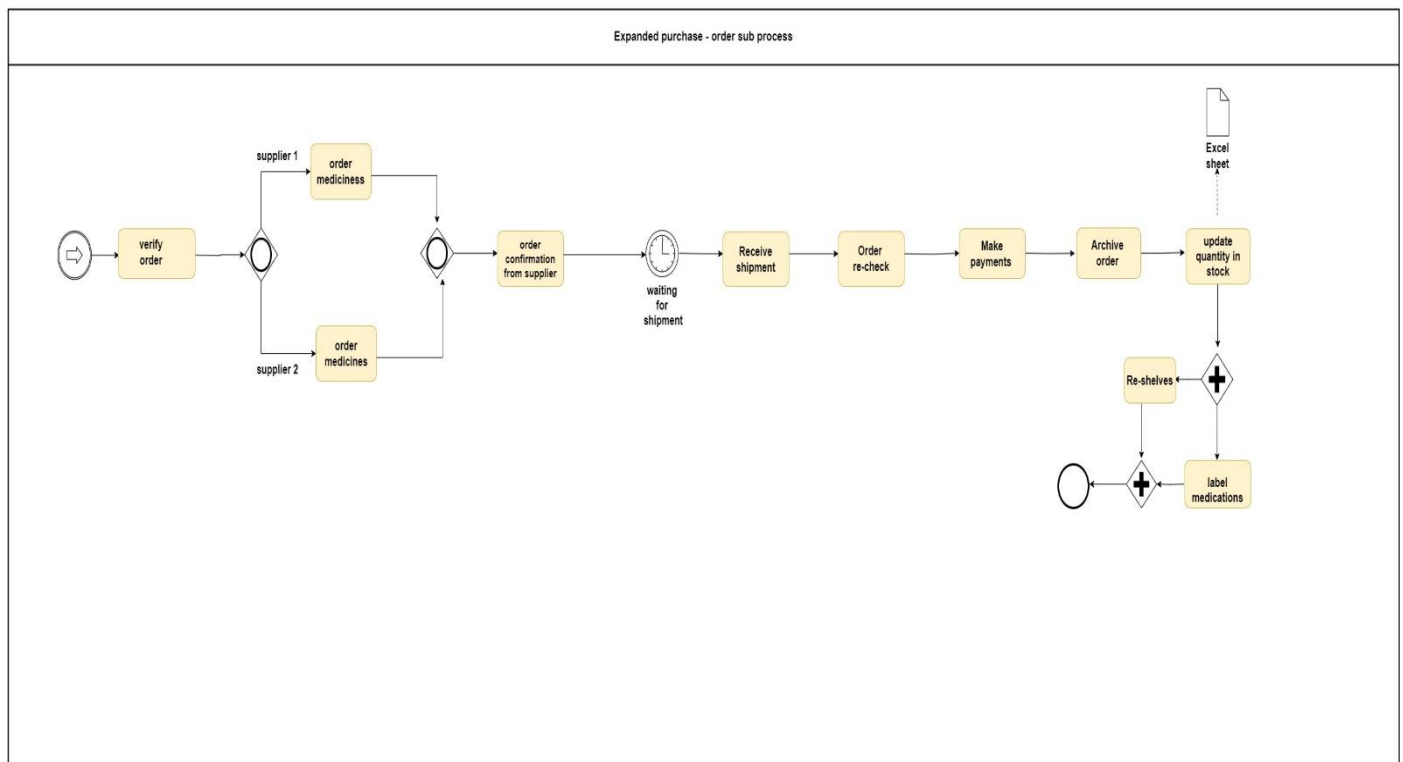 Expanded purchase - order sub process
Excel
sheet
supplier 1
order
mediciness
verify
order
order
confirmation
from supplier
waiting
for
shipment
Receive
shipment
Order
re-check
Make
payments
Archive
order
update
quantity in
stock
supplier 2
order
medicines
Re-shelves
label
medications